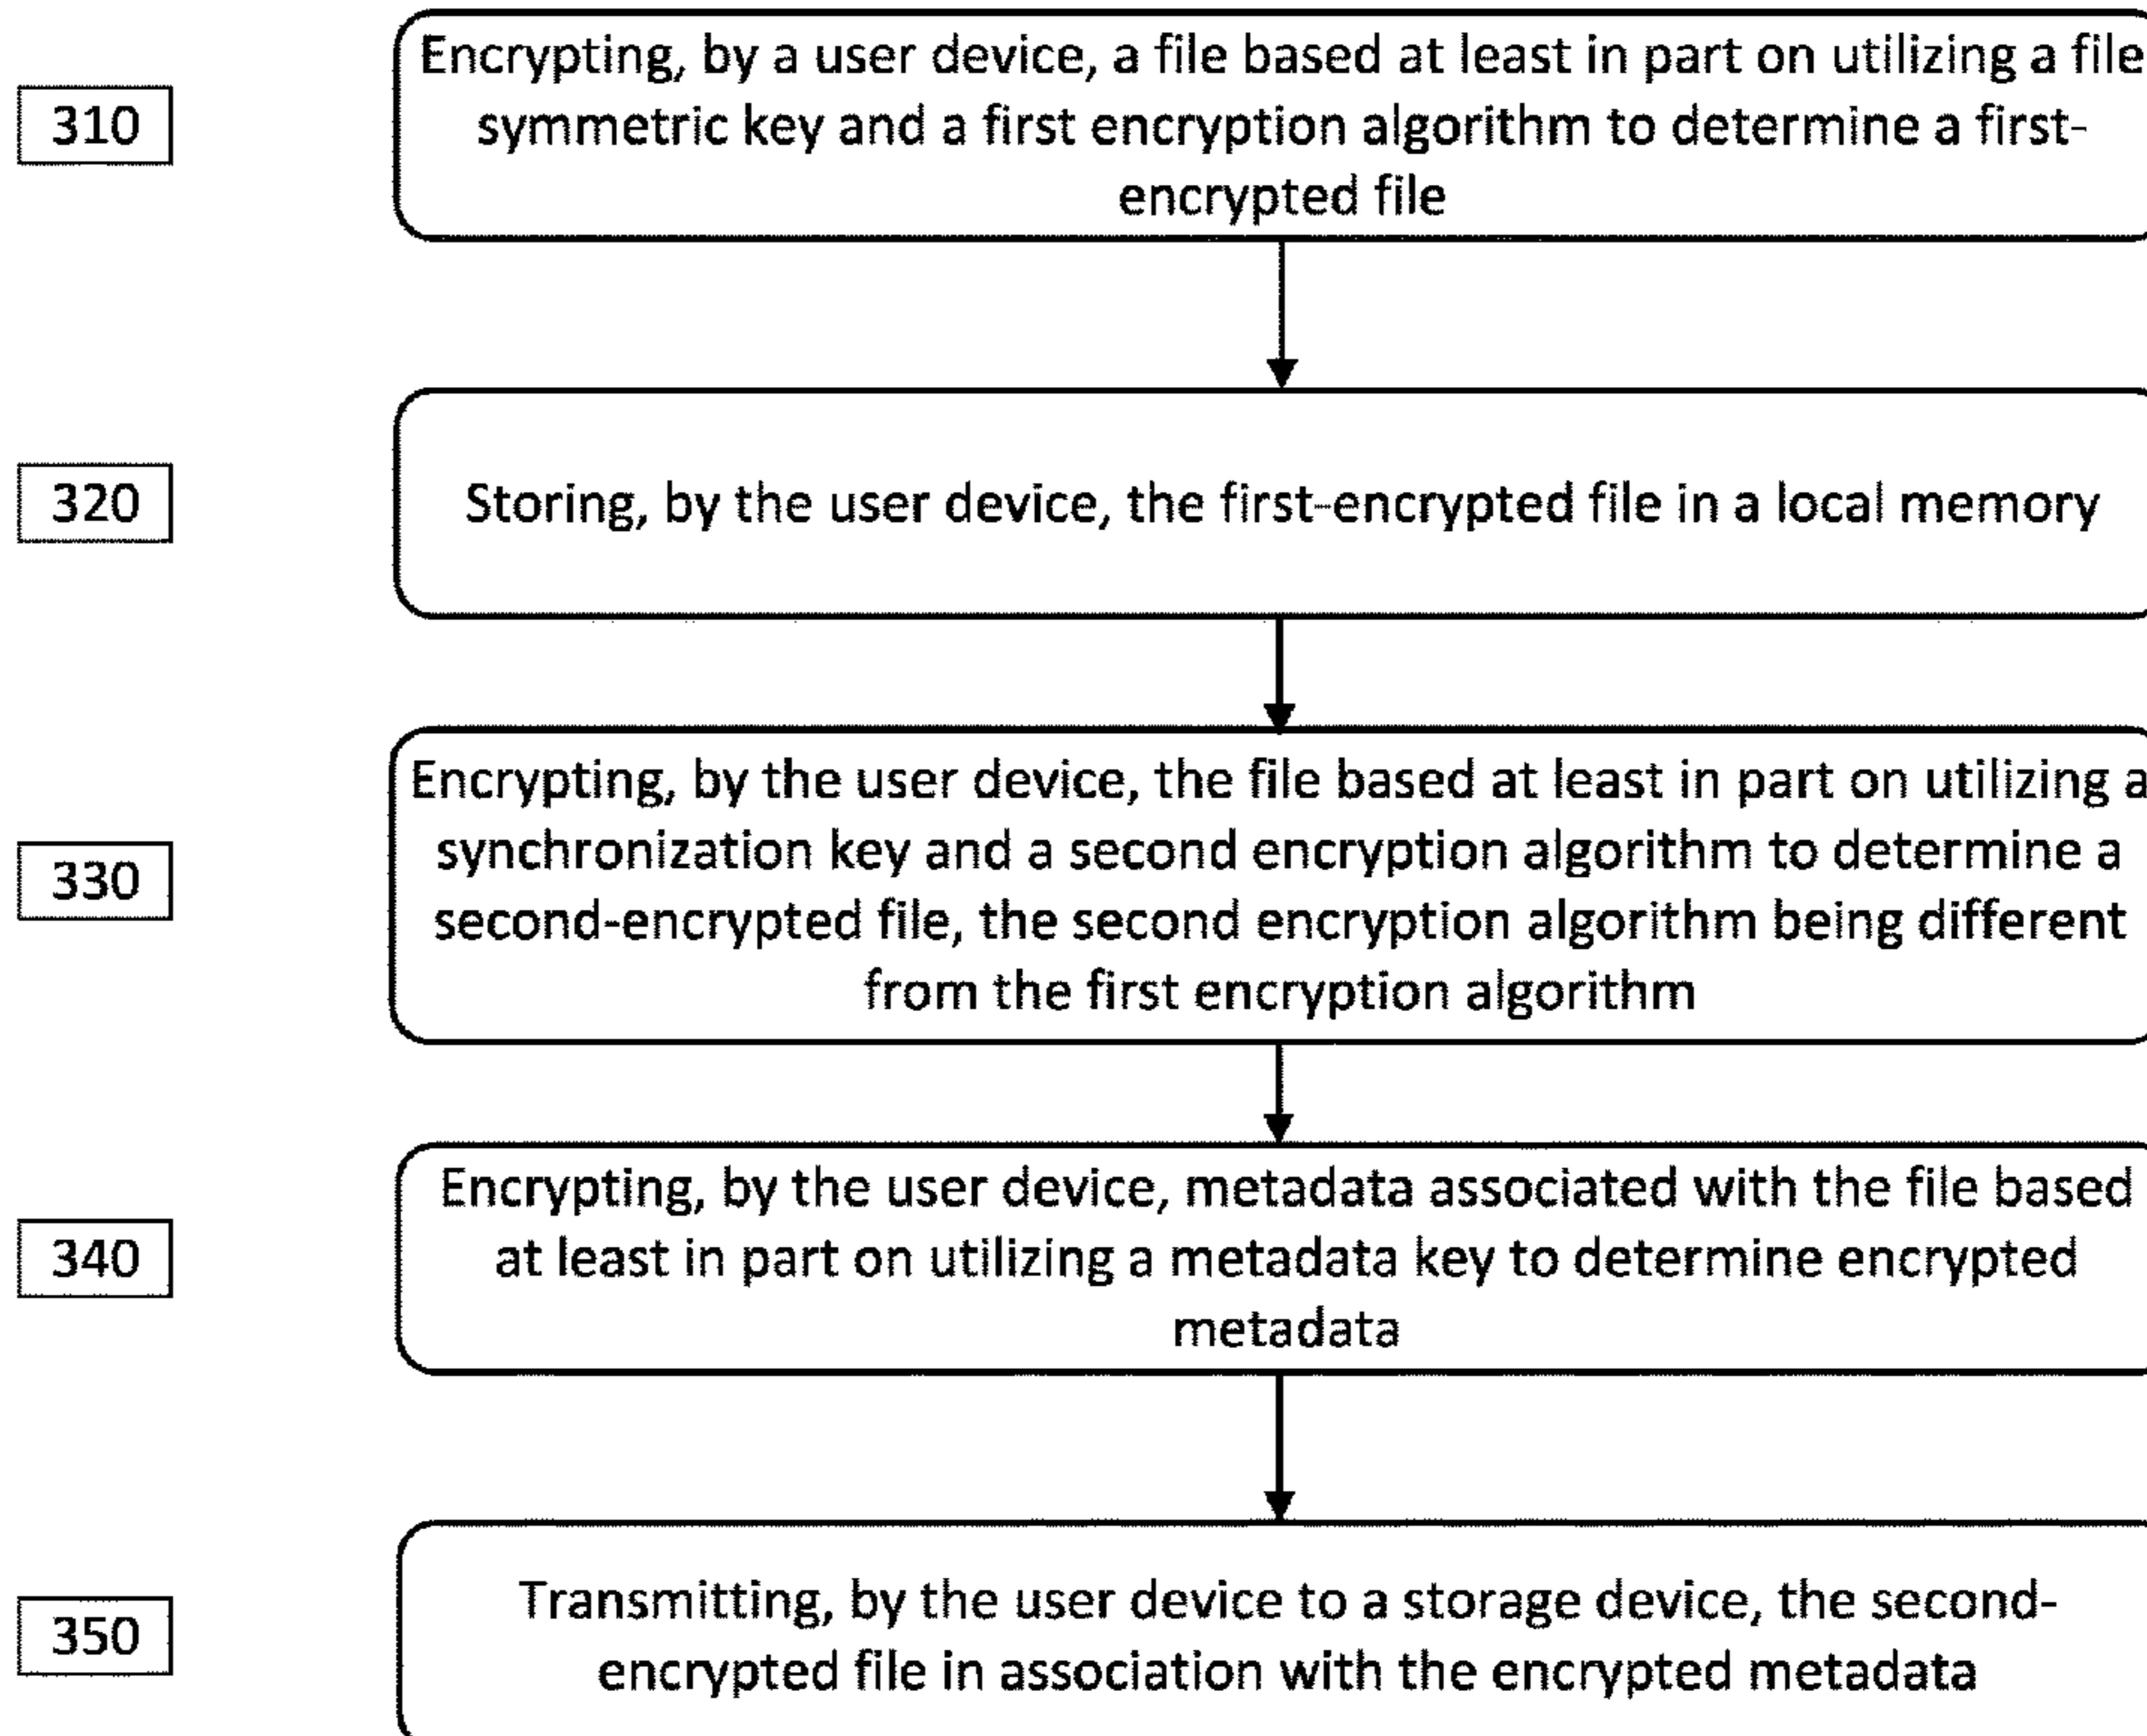 Encrypting, by a user device, a file based at least in part on utilizing a file
310
symmetric key and a first encryption algorithm to determine a first-
encrypted file
320
Storing, by the user device, the first-encrypted file in a local memory
Encrypting, by the user device, the file based at least in part on utilizing a
synchronization key and a second encryption algorithm to determine a
330
second-encrypted file, the second encryption algorithm being different
from the first encryption algorithm
Encrypting, by the user device, metadata associated with the file based
340
at least in part on utilizing a metadata key to determine encrypted
metadata
350
Transmitting, by the user device to a storage device, the second-
encrypted file in association with the encrypted metadata